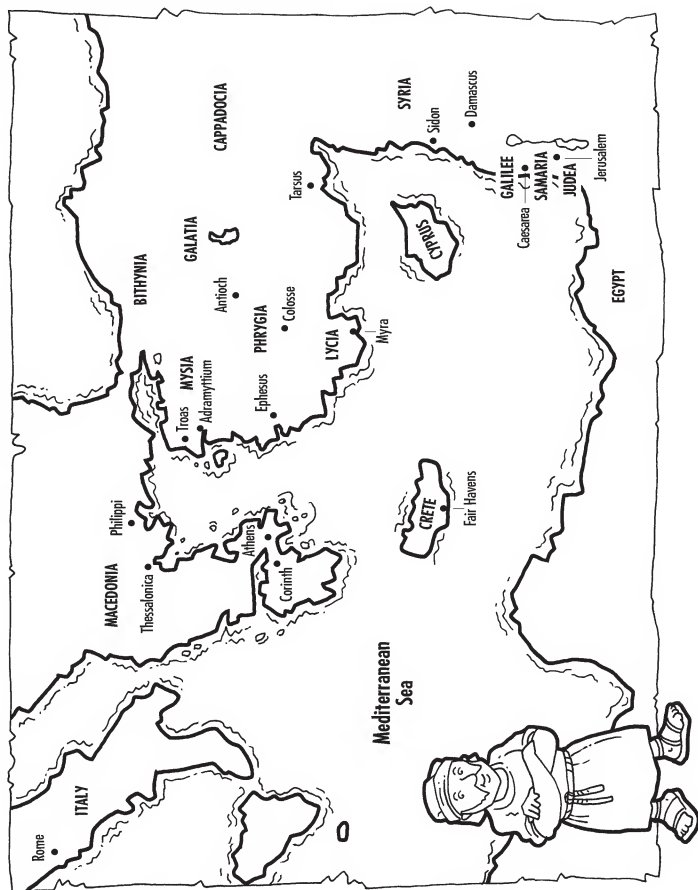 Rome
ITALY
MACEDONIA
Philippi
Thessalonica
Athens
Corinth
BITHYNIA
MYSIA
Troas
Adramyttium
GALATIA
CAPPADOCIA
Antioch
PHRYGIA
Colosse
Ephesus
LYCIA
Myra
Tarsus
Mediterranean
Sea
CRETE
Fair Havens
CYPRUS
SYRIA
Sidon
Damascus
GALILEE
Caesarea
SAMARIA
JUDEA
Jerusalem
EGYPT